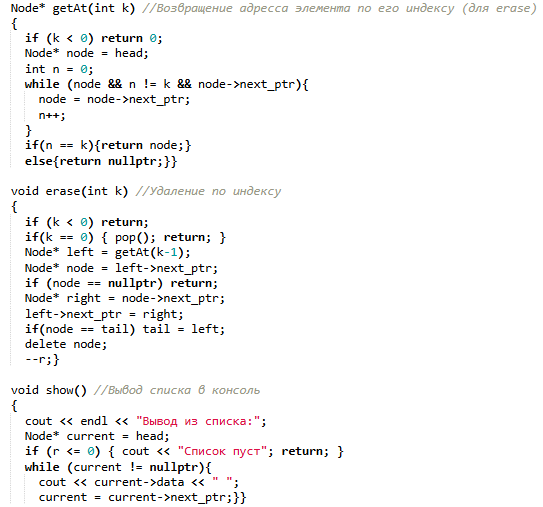 Node* getAt(int k) //Возвращение адресса элемента по его индексу (для erase)
{
  if (k < 0) return 0;
  Node* node = head;
  int n = 0;
  while (node && n != k && node->next_ptr){
    node = node->next_ptr;
    n++;
  }
  if(n == k){return node;}
  else{return nullptr;}}

void erase(int k) //Удаление по индексу
{
  if (k < 0) return;
  if(k == 0) { pop(); return; }
  Node* left = getAt(k-1);
  Node* node = left->next_ptr;
  if (node == nullptr) return;
  Node* right = node->next_ptr;
  left->next_ptr = right;
  if(node == tail) tail = left;
  delete node;
  --r;}

void show() //Вывод списка в консоль
{
  cout << endl << "Вывод из списка:";
  Node* current = head;
  if (r <= 0) { cout << "Список пуст"; return; }
  while (current != nullptr){
    cout << current->data << " ";
    current = current->next_ptr;}}